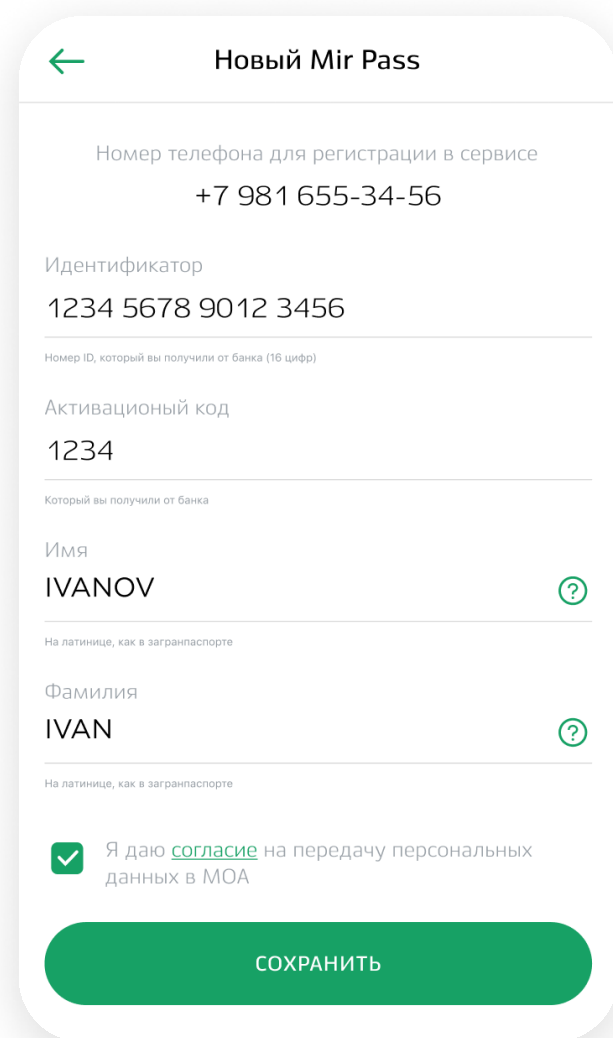 Новый Mir Pass
Номер телефона для регистрации в сервисе
+7 981 655-34-56
Идентификатор
1234 5678 9012 3456
Номер ID, который вы получили от банка (16 цифр)
Активационый код
1234
Который вы получили от банка
Имя
IVANOV
?
На латинице, как в загранпаспорте
Фамилия
IVAN
?
На латинице, как в загранпаспорте
Я даю согласие на передачу персональных
данных в МОА
СОХРАНИТЬ